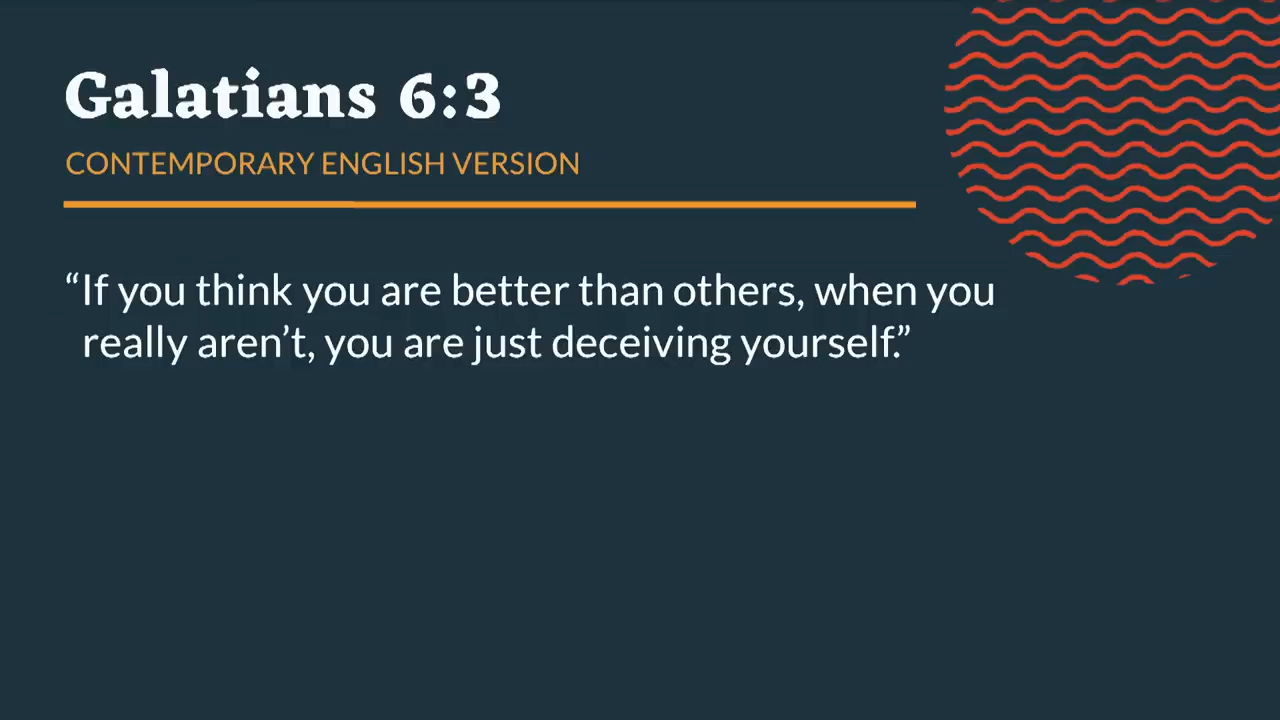 Galatians 6:3
CONTEMPORARY ENGLISH VERSION
“If you think you are better than others, when you
really aren’t, you are just deceiving yourself.”